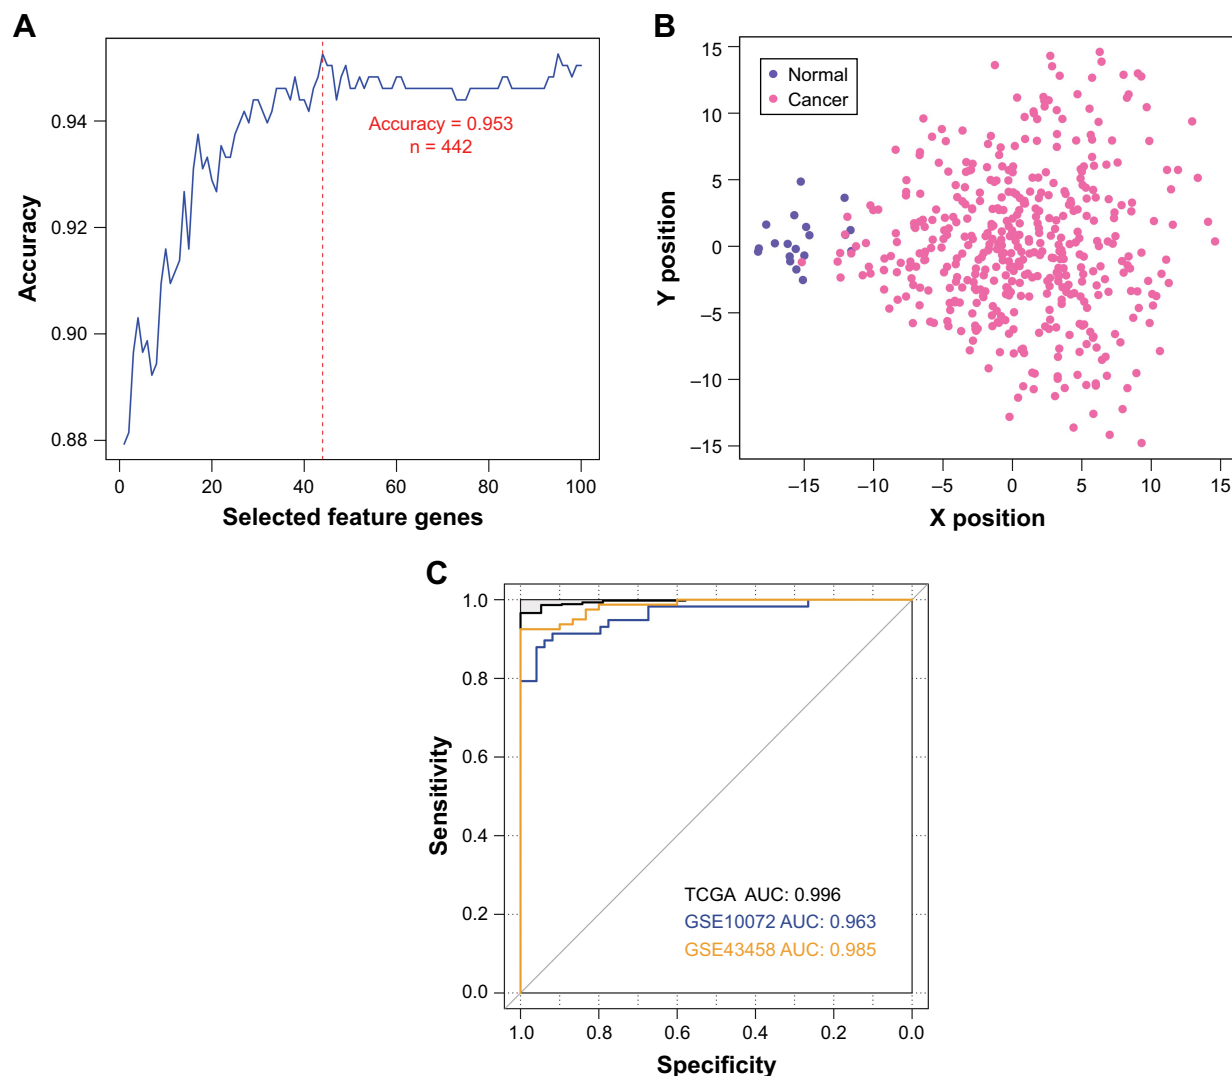 A
Accuracy
0.94
0.92
0.90
0.88
Accuracy = 0.953
n = 442
0 20 40 60 80 100
Selected feature genes
B
Y position
15
10
5
0
–5
–10
–15
Normal
Cancer
–15 –10 –5 0 5 10 15
X position
C
Sensitivity
1.0
0.8
0.6
0.4
0.2
0.0
TCGA AUC: 0.996
GSE10072 AUC: 0.963
GSE43458 AUC: 0.985
1.0 0.8 0.6 0.4 0.2 0.0
Specificity